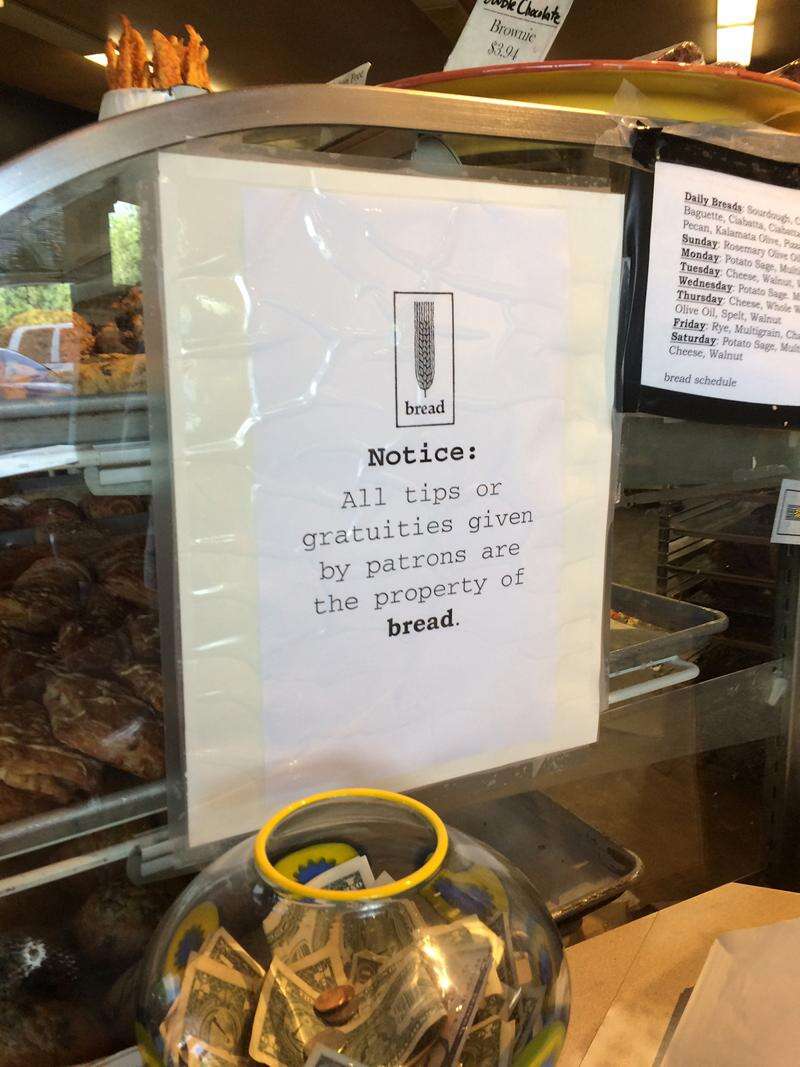 Double Chocolate
Brownie
$3.94
bread
Notice:
All tips or
gratuities given
by patrons are
the property of
bread.
Daily Breads: Sourdough,
Baguette, Ciabatta,
Pecan, Kalamata Olive,
Sunday: Rosemary Olive
Monday: Potato Sage,
Tuesday: Cheese, Walnut,
Wednesday: Potato Sage,
Thursday: Cheese, Whole
Olive Oil, Spelt, Walnut
Friday: Rye, Multigrain,
Saturday: Potato Sage,
Cheese, Walnut
bread schedule